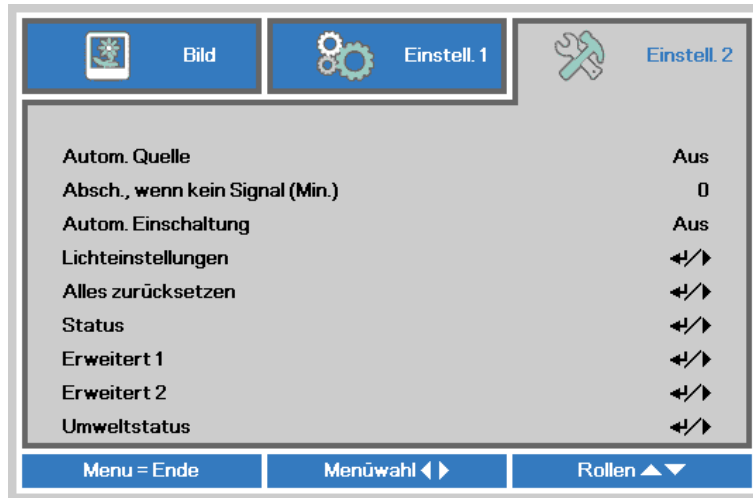 Bild
Einstell. 1
Einstell. 2
Autom. Quelle Aus
Absch., wenn kein Signal (Min.) 0
Autom. Einschaltung Aus
Lichteinstellungen ↵/▶
Alles zurücksetzen ↵/▶
Status ↵/▶
Erweitert 1 ↵/▶
Erweitert 2 ↵/▶
Umweltstatus ↵/▶
Menu = Ende
Menüwahl ◀ ▶
Rollen ▲▼